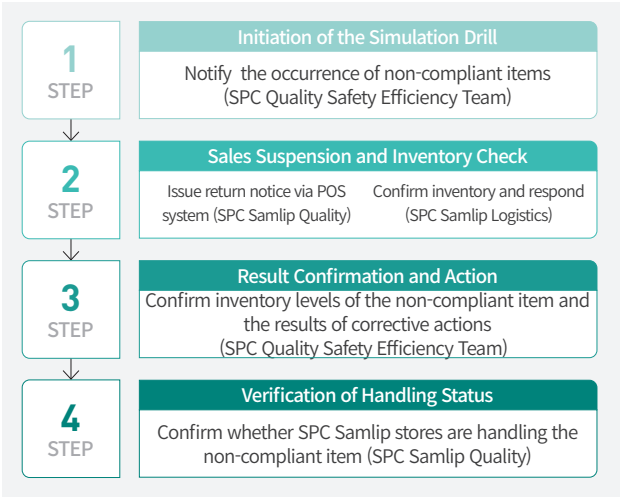 1
STEP
Initiation of the Simulation Drill
Notify the occurrence of non-compliant items
(SPC Quality Safety Efficiency Team)
2
STEP
Sales Suspension and Inventory Check
Issue return notice via POS
system (SPC Samlip Quality)
Confirm inventory and respond
(SPC Samlip Logistics)
3
STEP
Result Confirmation and Action
Confirm inventory levels of the non-compliant item and
the results of corrective actions
(SPC Quality Safety Efficiency Team)
4
STEP
Verification of Handling Status
Confirm whether SPC Samlip stores are handling the
non-compliant item (SPC Samlip Quality)